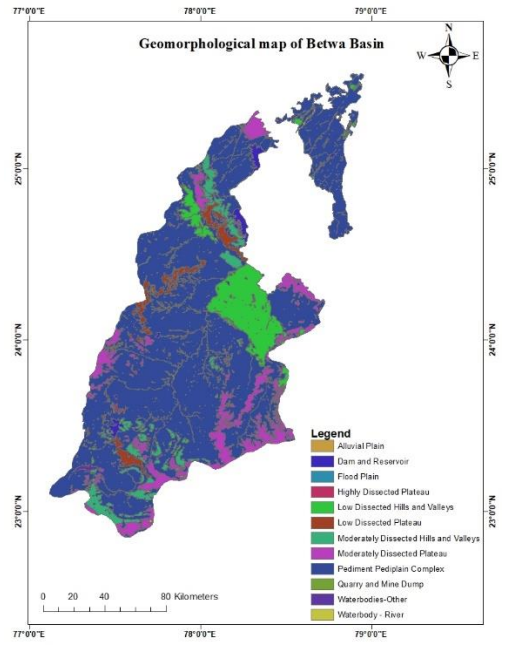 77°0'0"E 78°0'0"E 79°0'0"E
Geomorphological map of Betwa Basin
N
W E
S
25°0'0"N 25°0'0"N
24°0'0"N 24°0'0"N
23°0'0"N 23°0'0"N
Legend
Alluvial Plain
Dam and Reservoir
Flood Plain
Highly Dissected Plateau
Low Dissected Hills and Valleys
Low Dissected Plateau
Moderately Dissected Hills and Valleys
Moderately Dissected Plateau
Pediment Pediplain Complex
Quarry and Mine Dump
Waterbodies-Other
Waterbody - River
0 20 40 80 Kilometers
77°0'0"E 78°0'0"E 79°0'0"E